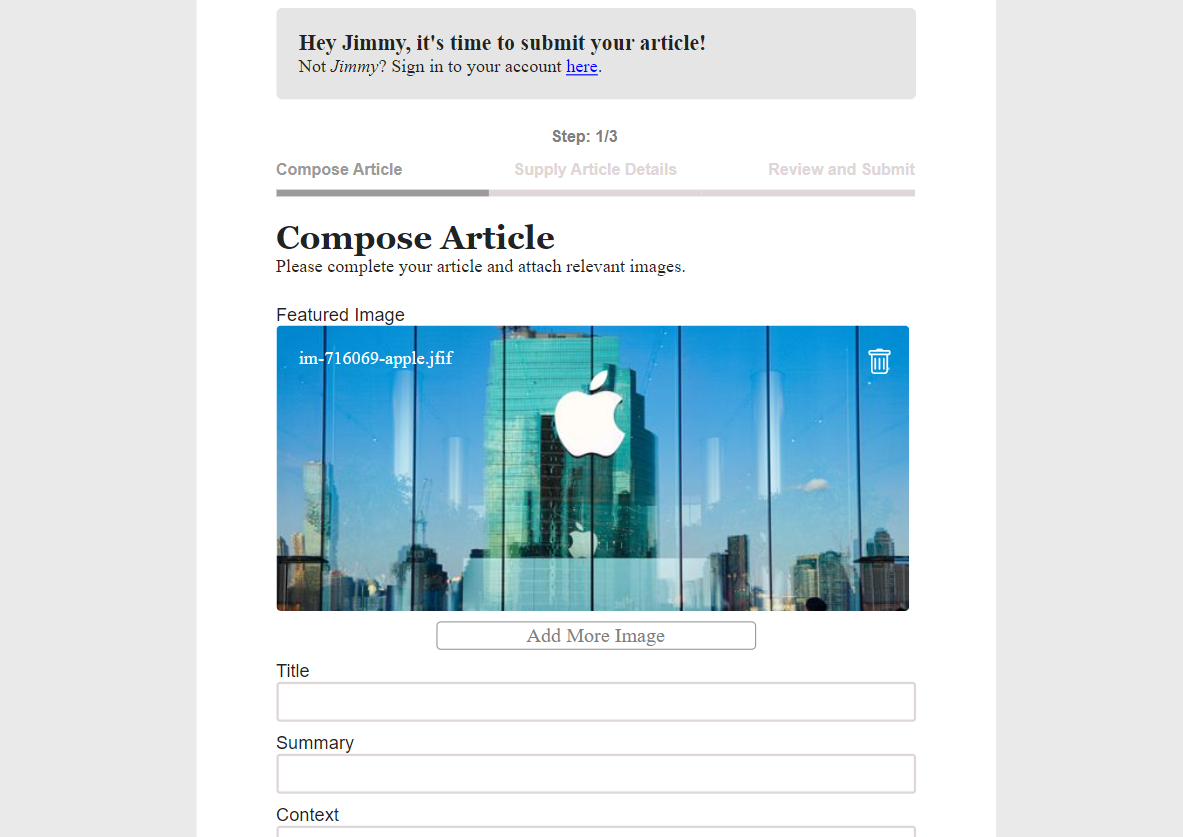 Hey Jimmy, it's time to submit your article!
Not Jimmy? Sign in to your account here.
Step: 1/3
Compose Article Supply Article Details Review and Submit
Compose Article
Please complete your article and attach relevant images.
Featured Image
im-716069-apple.jfif
Add More Image
Title
Summary
Context